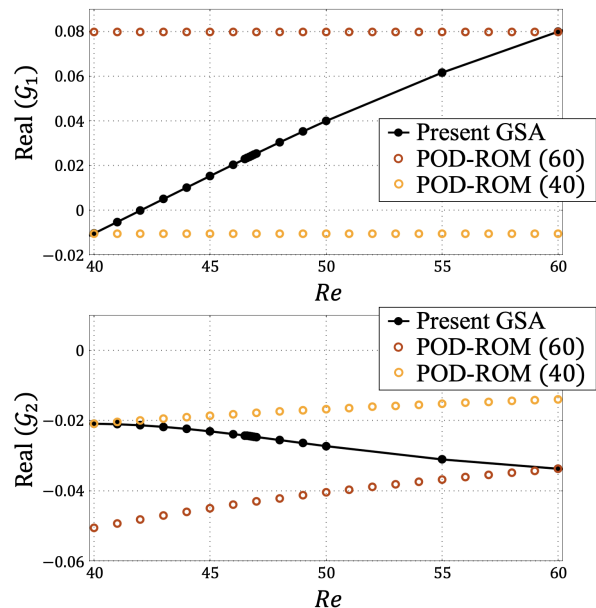 0.08
0.06
0.04
0.02
0
−0.02
Real (𝒢₁)
40
45
50
55
60
Re
Present GSA
POD-ROM (60)
POD-ROM (40)
0
−0.02
−0.04
−0.06
Real (𝒢₂)
40
45
50
55
60
Re
Present GSA
POD-ROM (60)
POD-ROM (40)